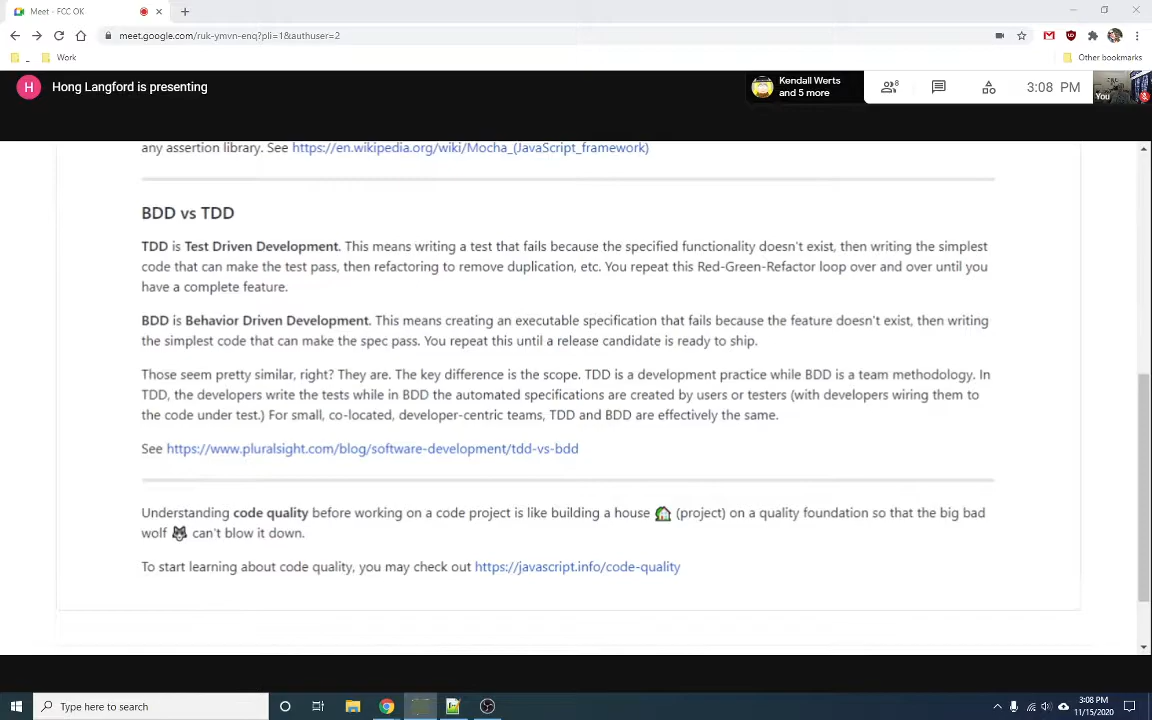 Meet - FCC OK
meet.google.com/ruk-ymvn-enq?pli=1&authuser=2
Work
Other bookmarks
H Hong Langford is presenting
Kendall Werts
and 5 more
8
3:08 PM
You
any assertion library. See https://en.wikipedia.org/wiki/Mocha_(JavaScript_framework)
BDD vs TDD
TDD is Test Driven Development. This means writing a test that fails because the specified functionality doesn't exist, then writing the simplest
code that can make the test pass, then refactoring to remove duplication, etc. You repeat this Red-Green-Refactor loop over and over until you
have a complete feature.
BDD is Behavior Driven Development. This means creating an executable specification that fails because the feature doesn't exist, then writing
the simplest code that can make the spec pass. You repeat this until a release candidate is ready to ship.
Those seem pretty similar, right? They are. The key difference is the scope. TDD is a development practice while BDD is a team methodology. In
TDD, the developers write the tests while in BDD the automated specifications are created by users or testers (with developers wiring them to
the code under test.) For small, co-located, developer-centric teams, TDD and BDD are effectively the same.
See https://www.pluralsight.com/blog/software-development/tdd-vs-bdd
Understanding code quality before working on a code project is like building a house 🏠 (project) on a quality foundation so that the big bad
wolf 🐺 can't blow it down.
To start learning about code quality, you may check out https://javascript.info/code-quality
Type here to search
3:08 PM
11/15/2020